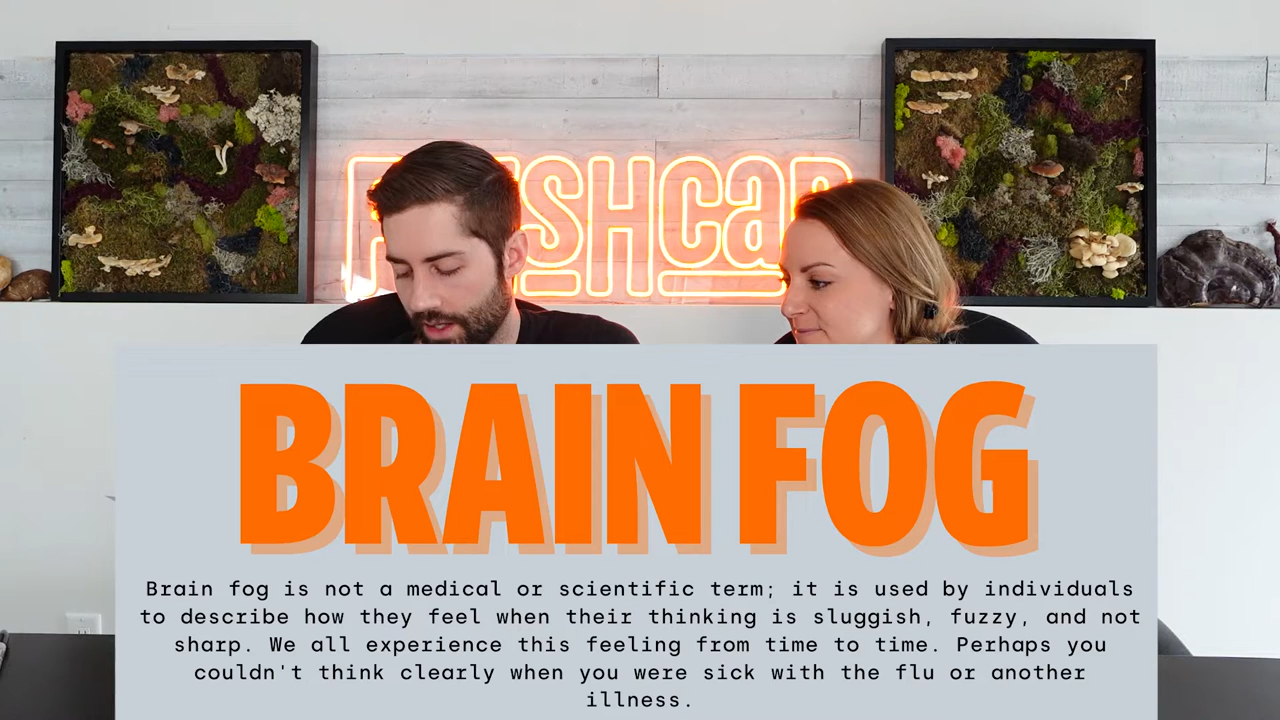 BRAIN FOG
Brain fog is not a medical or scientific term; it is used by individuals
to describe how they feel when their thinking is sluggish, fuzzy, and not
sharp. We all experience this feeling from time to time. Perhaps you
couldn't think clearly when you were sick with the flu or another
illness.